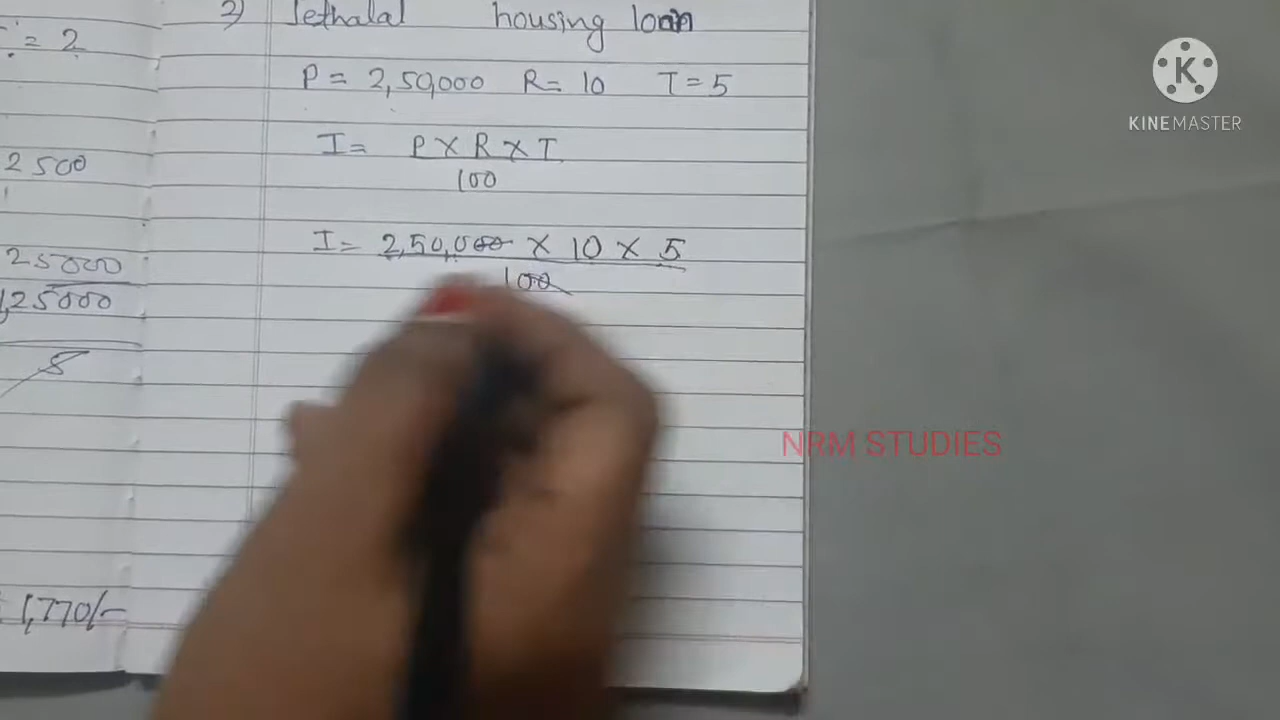 = 2
2500
25000
1,25000
1,770/-
2) Jethalal housing loan
P = 2,50,000 R = 10 T = 5
I = P × R × T
100
I = 2,50,000 × 10 × 5
100
K
KINEMASTER
NRM STUDIES